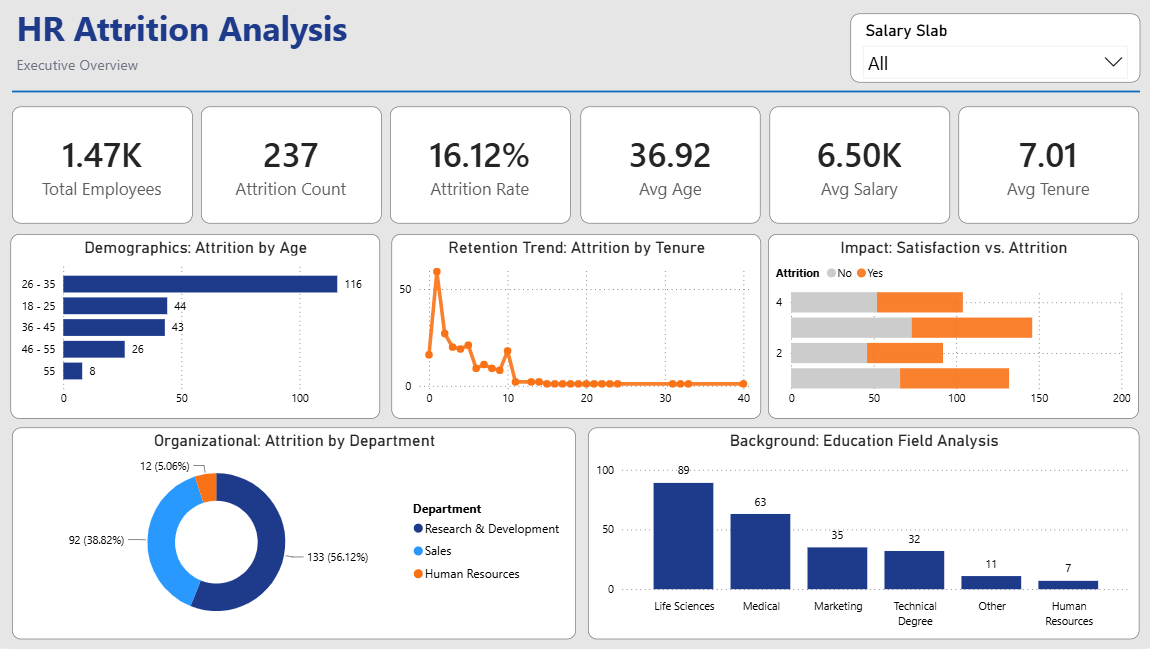 HR Attrition Analysis
Executive Overview
Salary Slab
All
1.47K
Total Employees
237
Attrition Count
16.12%
Attrition Rate
36.92
Avg Age
6.50K
Avg Salary
7.01
Avg Tenure
Demographics: Attrition by Age
26 - 35
116
18 - 25
44
36 - 45
43
46 - 55
26
55
8
0 50 100
Retention Trend: Attrition by Tenure
50
0
0 10 20 30 40
Impact: Satisfaction vs. Attrition
Attrition No Yes
4
2
0 50 100 150 200
Organizational: Attrition by Department
12 (5.06%)
92 (38.82%)
133 (56.12%)
Department
Research & Development
Sales
Human Resources
Background: Education Field Analysis
100
50
0
89
63
35
32
11
7
Life Sciences
Medical
Marketing
Technical
Degree
Other
Human
Resources